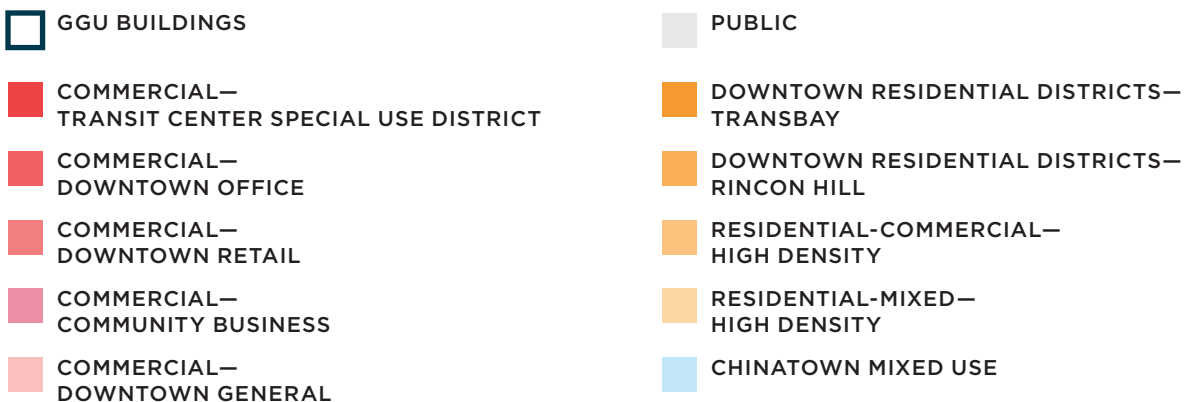 GGU BUILDINGS
COMMERCIAL—
TRANSIT CENTER SPECIAL USE DISTRICT
COMMERCIAL—
DOWNTOWN OFFICE
COMMERCIAL—
DOWNTOWN RETAIL
COMMERCIAL—
COMMUNITY BUSINESS
COMMERCIAL—
DOWNTOWN GENERAL
PUBLIC
DOWNTOWN RESIDENTIAL DISTRICTS—
TRANSBAY
DOWNTOWN RESIDENTIAL DISTRICTS—
RINCON HILL
RESIDENTIAL-COMMERCIAL—
HIGH DENSITY
RESIDENTIAL-MIXED—
HIGH DENSITY
CHINATOWN MIXED USE